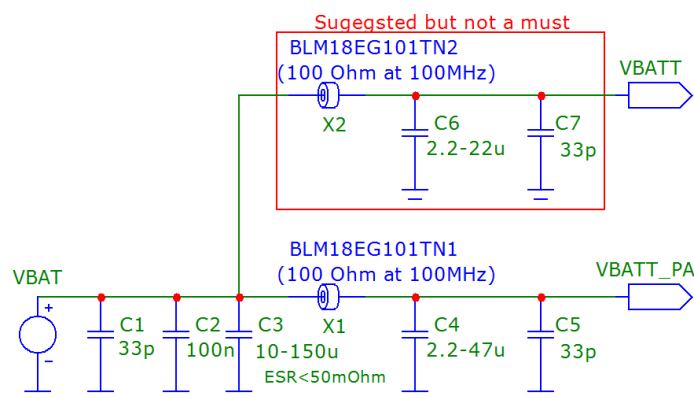 Sugegsted but not a must
BLM18EG101TN2
(100 Ohm at 100MHz)
VBATT
X2
C6
2.2-22u
C7
33p
BLM18EG101TN1
(100 Ohm at 100MHz)
VBATT_PA
VBAT
+
-
C1
33p
C2
100n
C3
10-150u
ESR<50mOhm
X1
C4
2.2-47u
C5
33p